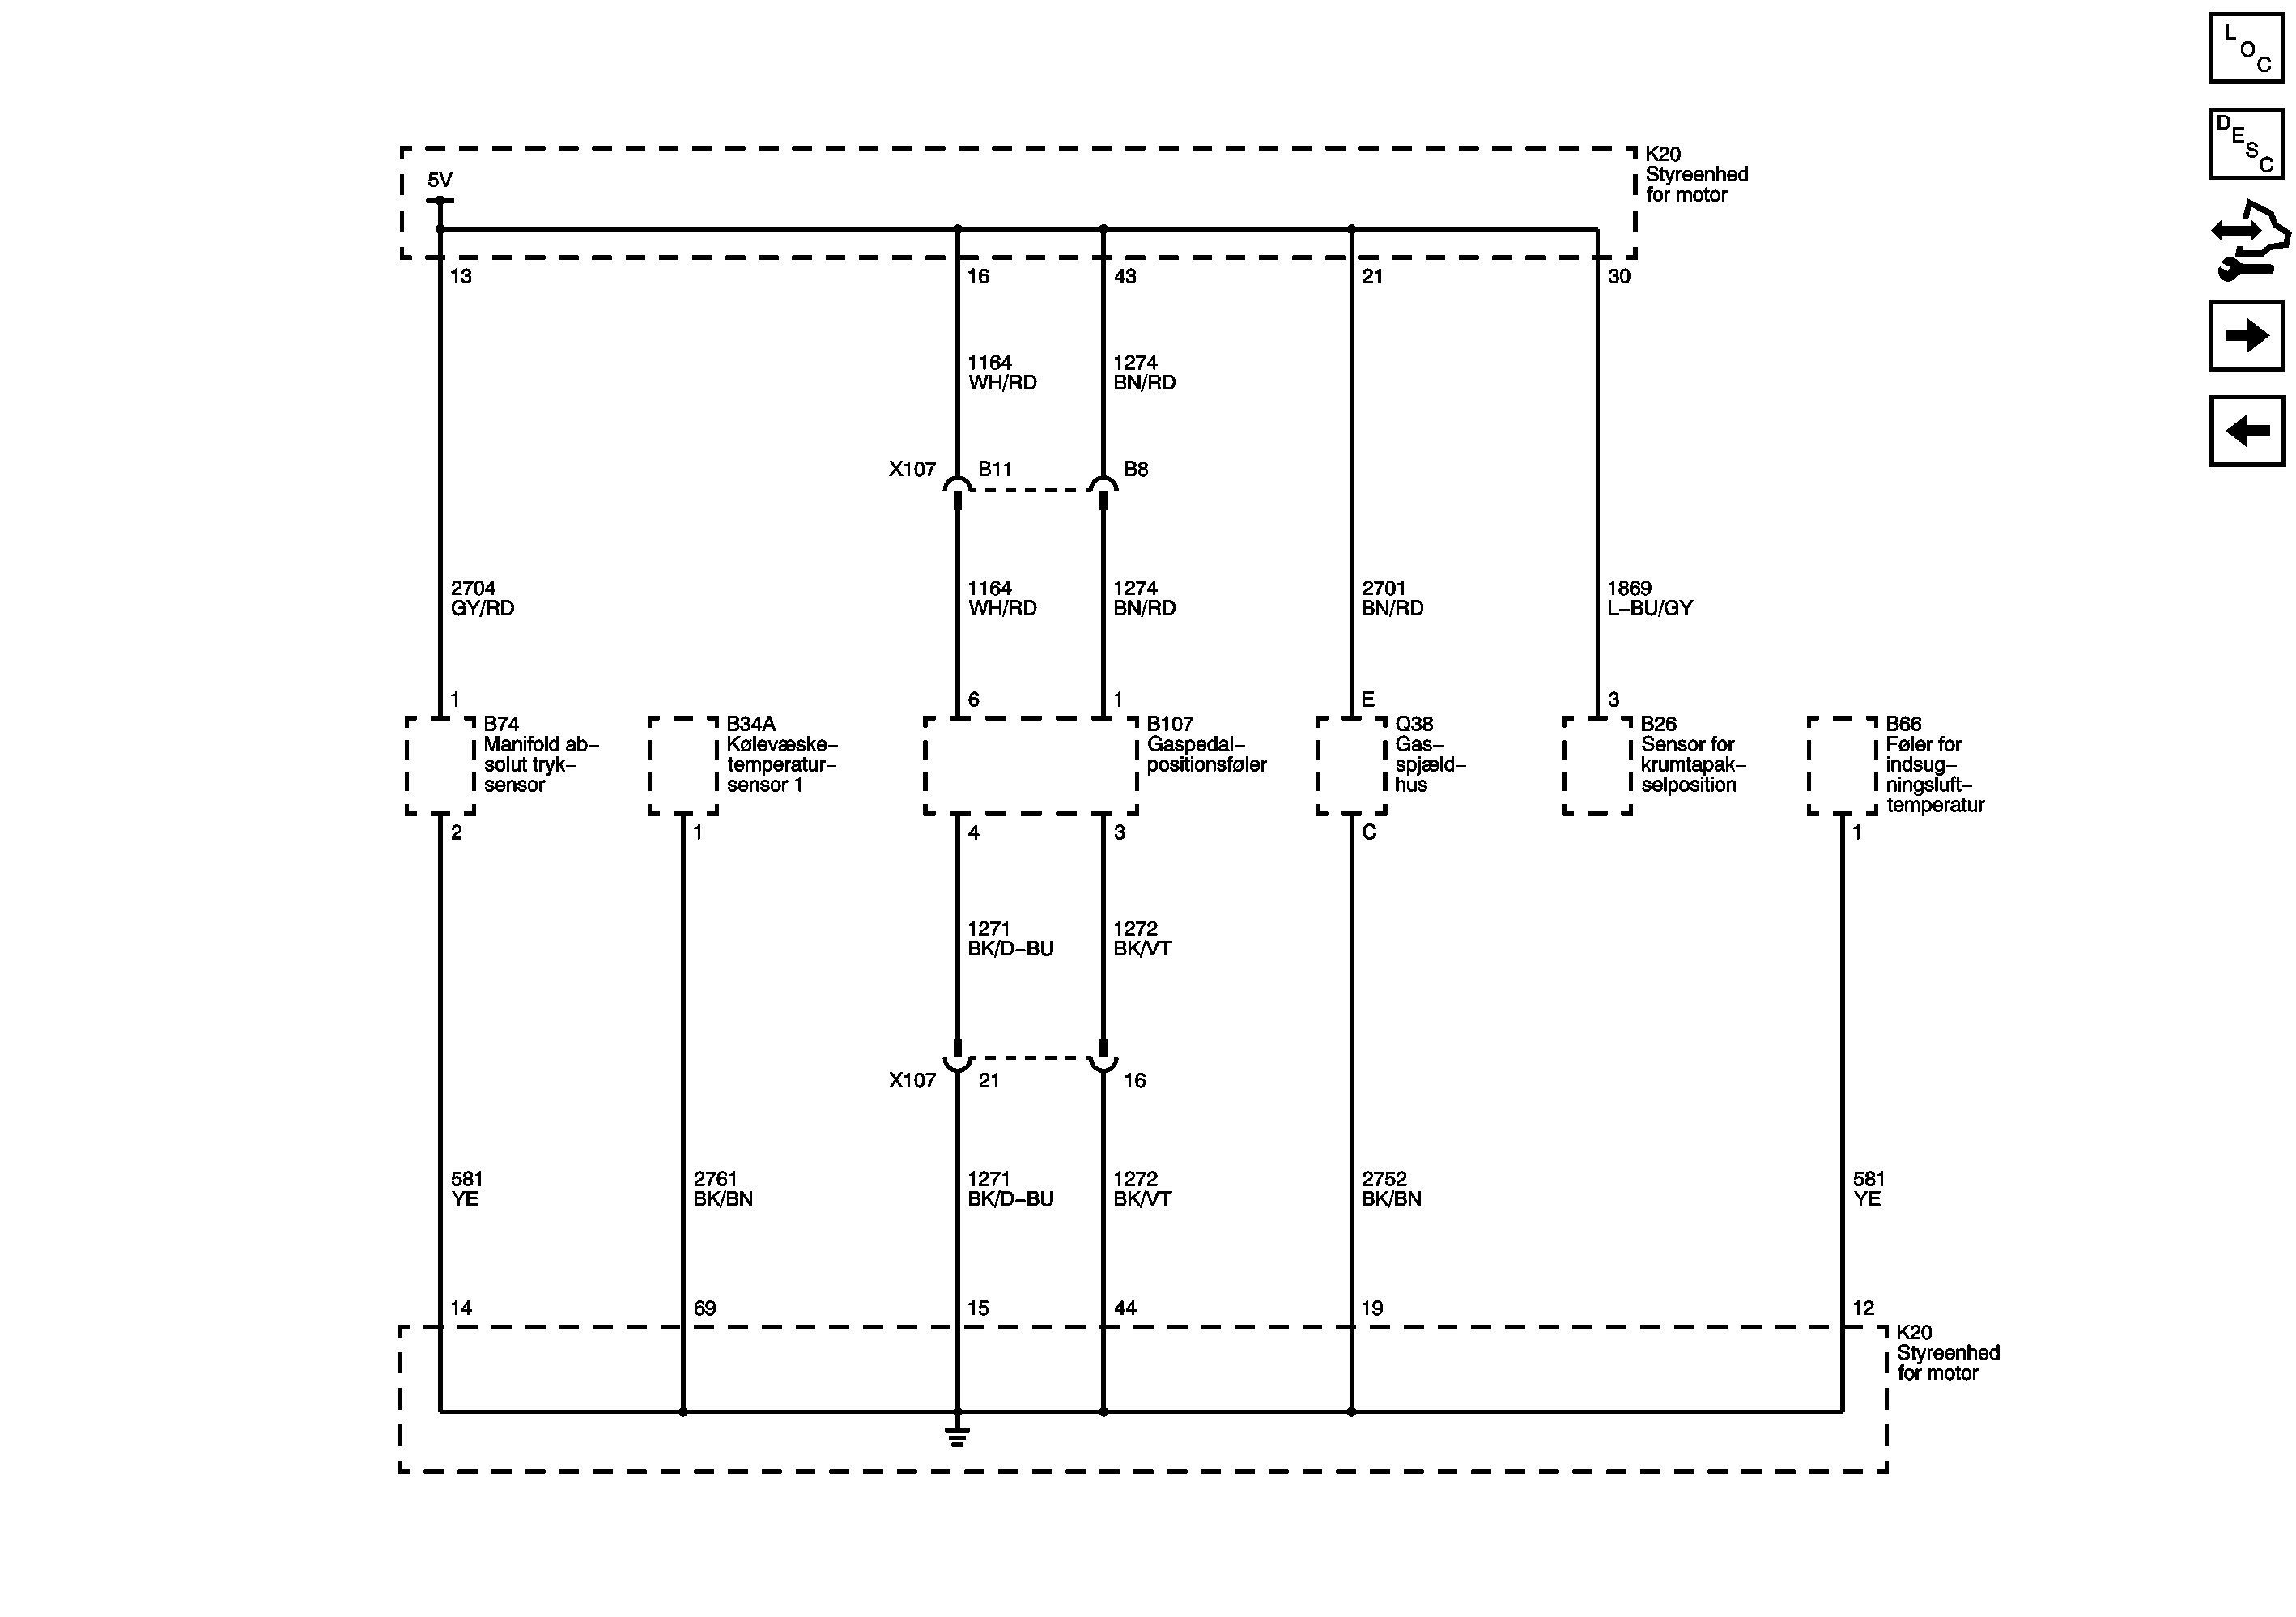 L O C
D E S C
K20
Styreenhed
for motor
5V
13
16
43
21
30
1164
WH/RD
1274
BN/RD
X107
B11
B8
2704
GY/RD
1164
WH/RD
1274
BN/RD
2701
BN/RD
1869
L–BU/GY
1
6
1
E
3
B74
Manifold ab–
solut tryk–
sensor
B34A
Kølevæske–
temperatur–
sensor 1
B107
Gaspedal–
positionsføler
Q38
Gas–
spjæld–
hus
B26
Sensor for
krumtapak–
selposition
B66
Føler for
indsug–
ningsluft–
temperatur
2
1
4
3
C
1
1271
BK/D–BU
1272
BK/VT
X107
21
16
581
YE
2761
BK/BN
1271
BK/D–BU
1272
BK/VT
2752
BK/BN
581
YE
14
69
15
44
19
12
K20
Styreenhed
for motor